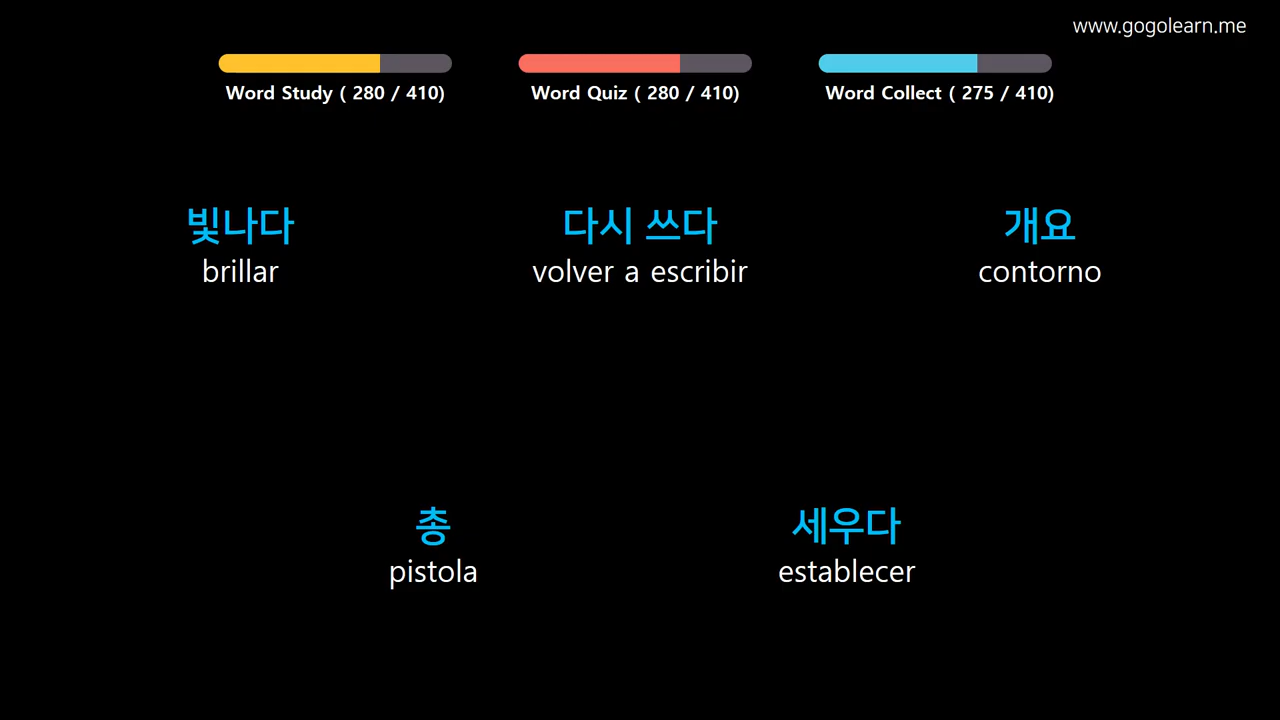 www.gogolearn.me
Word Study ( 280 / 410)
Word Quiz ( 280 / 410)
Word Collect ( 275 / 410)
빛나다
brillar
다시 쓰다
volver a escribir
개요
contorno
총
pistola
세우다
establecer